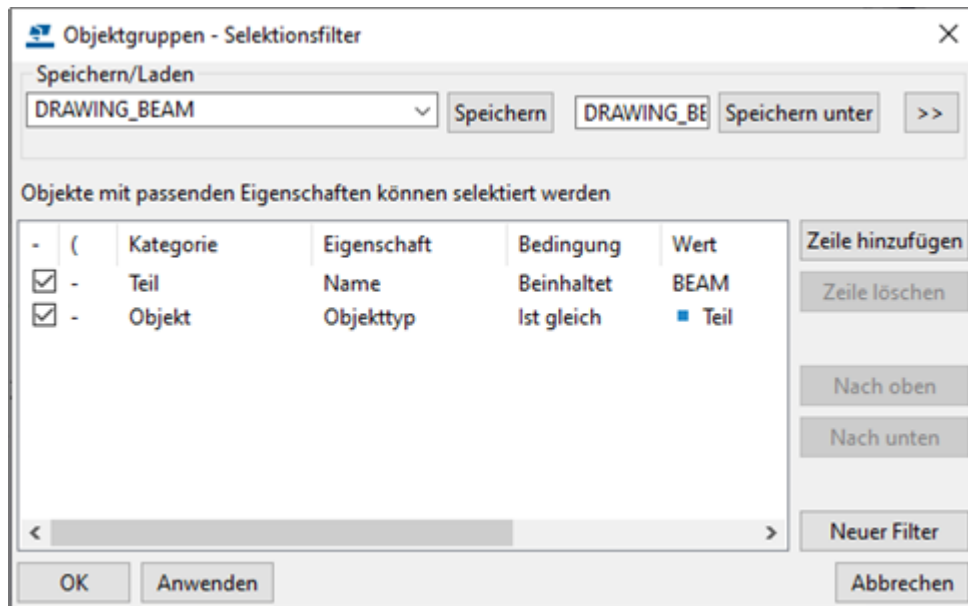 Objektgruppen - Selektionsfilter
Speichern/Laden
DRAWING_BEAM Speichern DRAWING_BE Speichern unter >>
Objekte mit passenden Eigenschaften können selektiert werden
- ( Kategorie Eigenschaft Bedingung Wert Zeile hinzufügen
- Teil Name Beinhaltet BEAM
Zeile löschen
- Objekt Objekttyp Ist gleich Teil
Nach oben
Nach unten
Neuer Filter
OK Anwenden Abbrechen